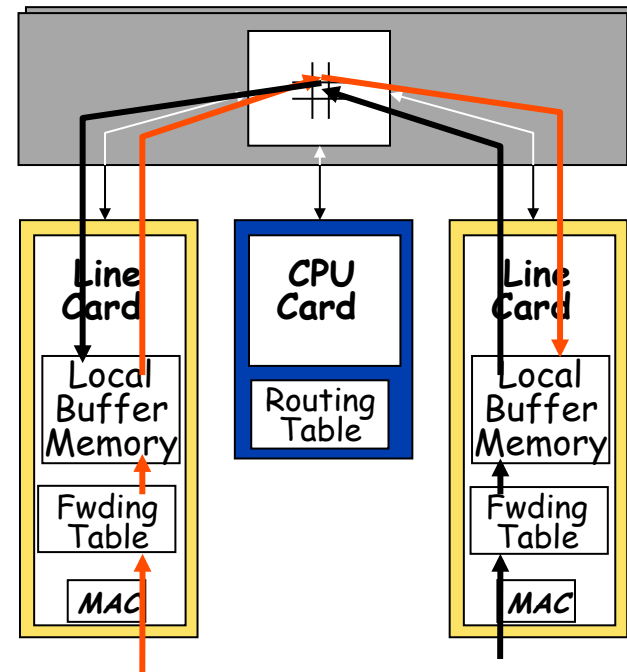 Line
Card
Local
Buffer
Memory
Fwding
Table
MAC
CPU
Card
Routing
Table
Line
Card
Local
Buffer
Memory
Fwding
Table
MAC